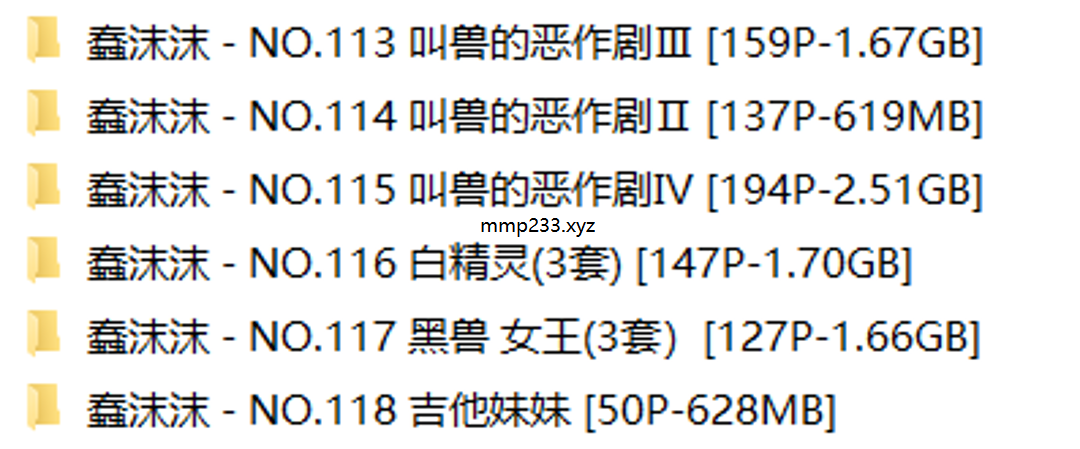 蠢沫沫 - NO.113 叫兽的恶作剧Ⅲ [159P-1.67GB]
蠢沫沫 - NO.114 叫兽的恶作剧Ⅱ [137P-619MB]
蠢沫沫 - NO.115 叫兽的恶作剧Ⅳ [194P-2.51GB]
mmp233.xyz
蠢沫沫 - NO.116 白精灵(3套) [147P-1.70GB]
蠢沫沫 - NO.117 黑兽 女王(3套)  [127P-1.66GB]
蠢沫沫 - NO.118 吉他妹妹 [50P-628MB]